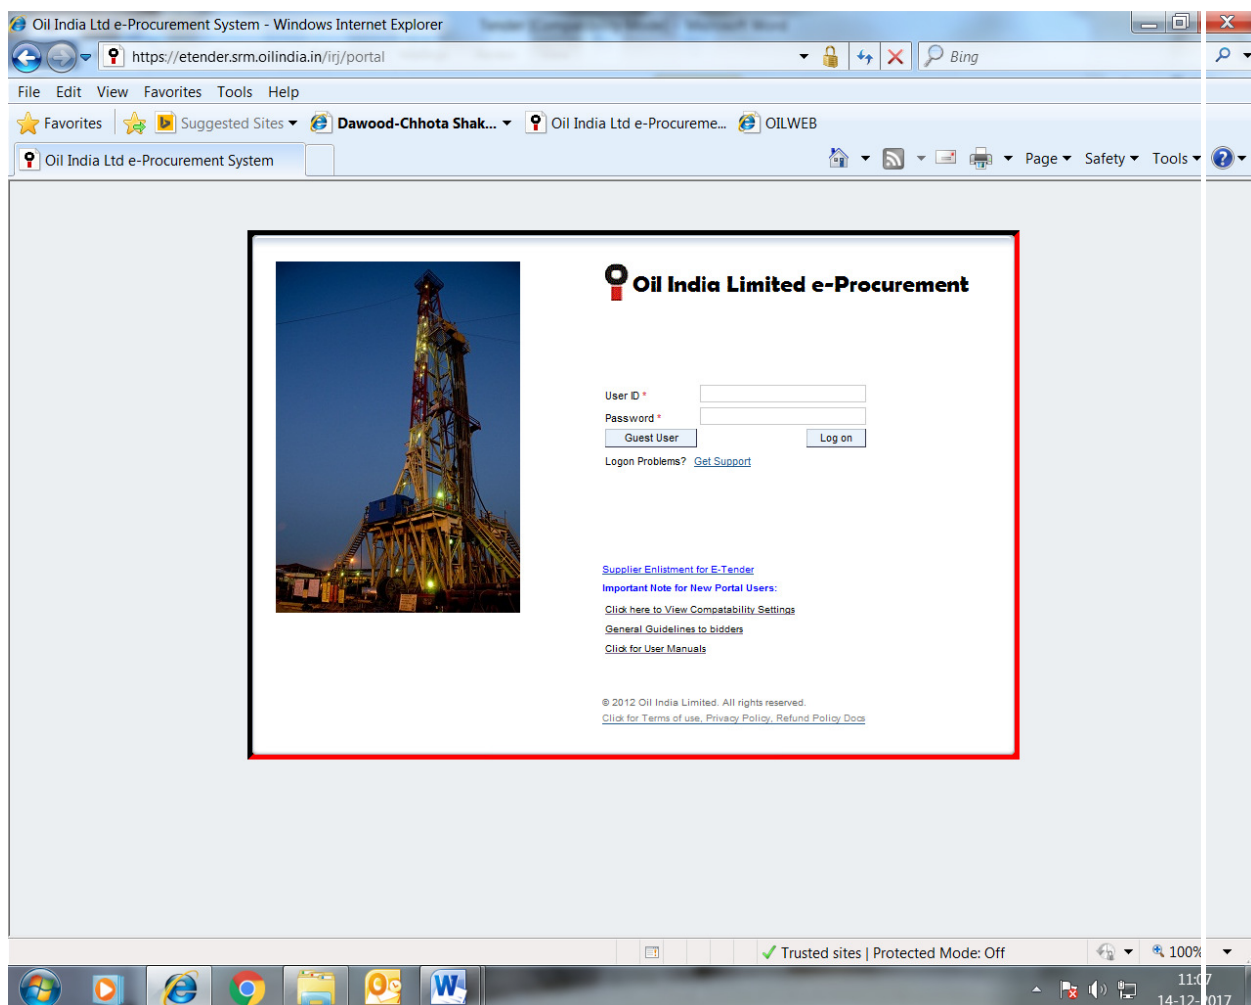 Oil India Ltd e-Procurement System - Windows Internet Explorer
https://etender.srm.oilindia.in/irj/portal
Bing
File Edit View Favorites Tools Help
Favorites Suggested Sites Dawood-Chhota Shak... Oil India Ltd e-Procureme... OILWEB
Oil India Ltd e-Procurement System Page Safety Tools
Oil India Limited e-Procurement
User ID *
Password *
Guest User Log on
Logon Problems? Get Support
Supplier Enlistment for E-Tender
Important Note for New Portal Users:
Click here to View Compatability Settings
General Guidelines to bidders
Click for User Manuals
© 2012 Oil India Limited. All rights reserved.
Click for Terms of use, Privacy Policy, Refund Policy Docs
Trusted sites | Protected Mode: Off 100%
11:07
14-12-2017